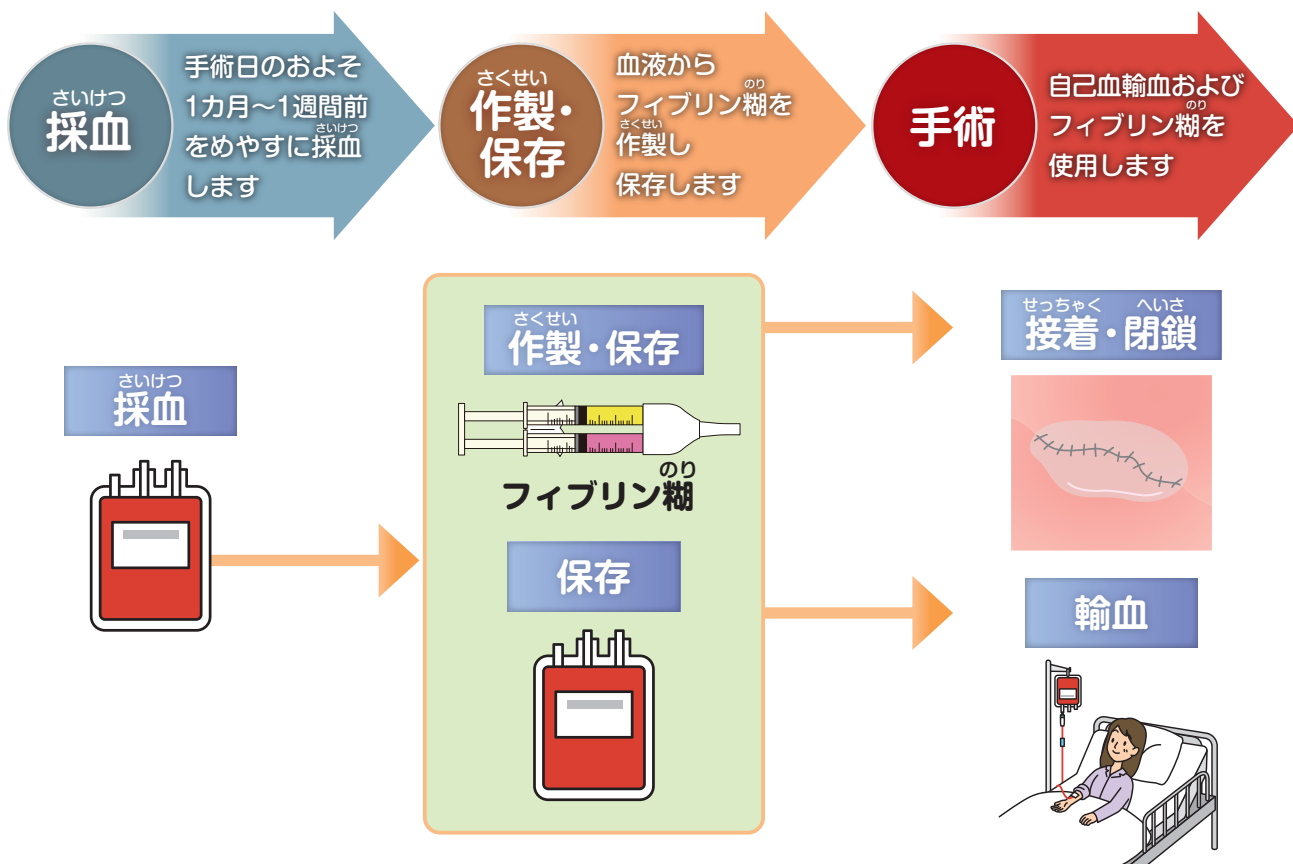 さいけつ
採血
手術日のおよそ
1カ月～1週間前
さいけつ
をめやすに採血
します
さくせい
作製・
保存
血液から
のり
フィブリン糊を
さくせい
作製し
保存します
手術
自己血輸血および
のり
フィブリン糊を
使用します
さいけつ
採血
さくせい
作製・保存
のり
フィブリン糊
保存
せっちゃく へいさ
接着・閉鎖
輸血